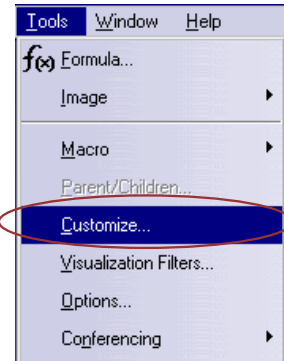 Tools Window Help
f(x) Formula...
Image
Macro
Parent/Children...
Customize...
Visualization Filters...
Options...
Conferencing